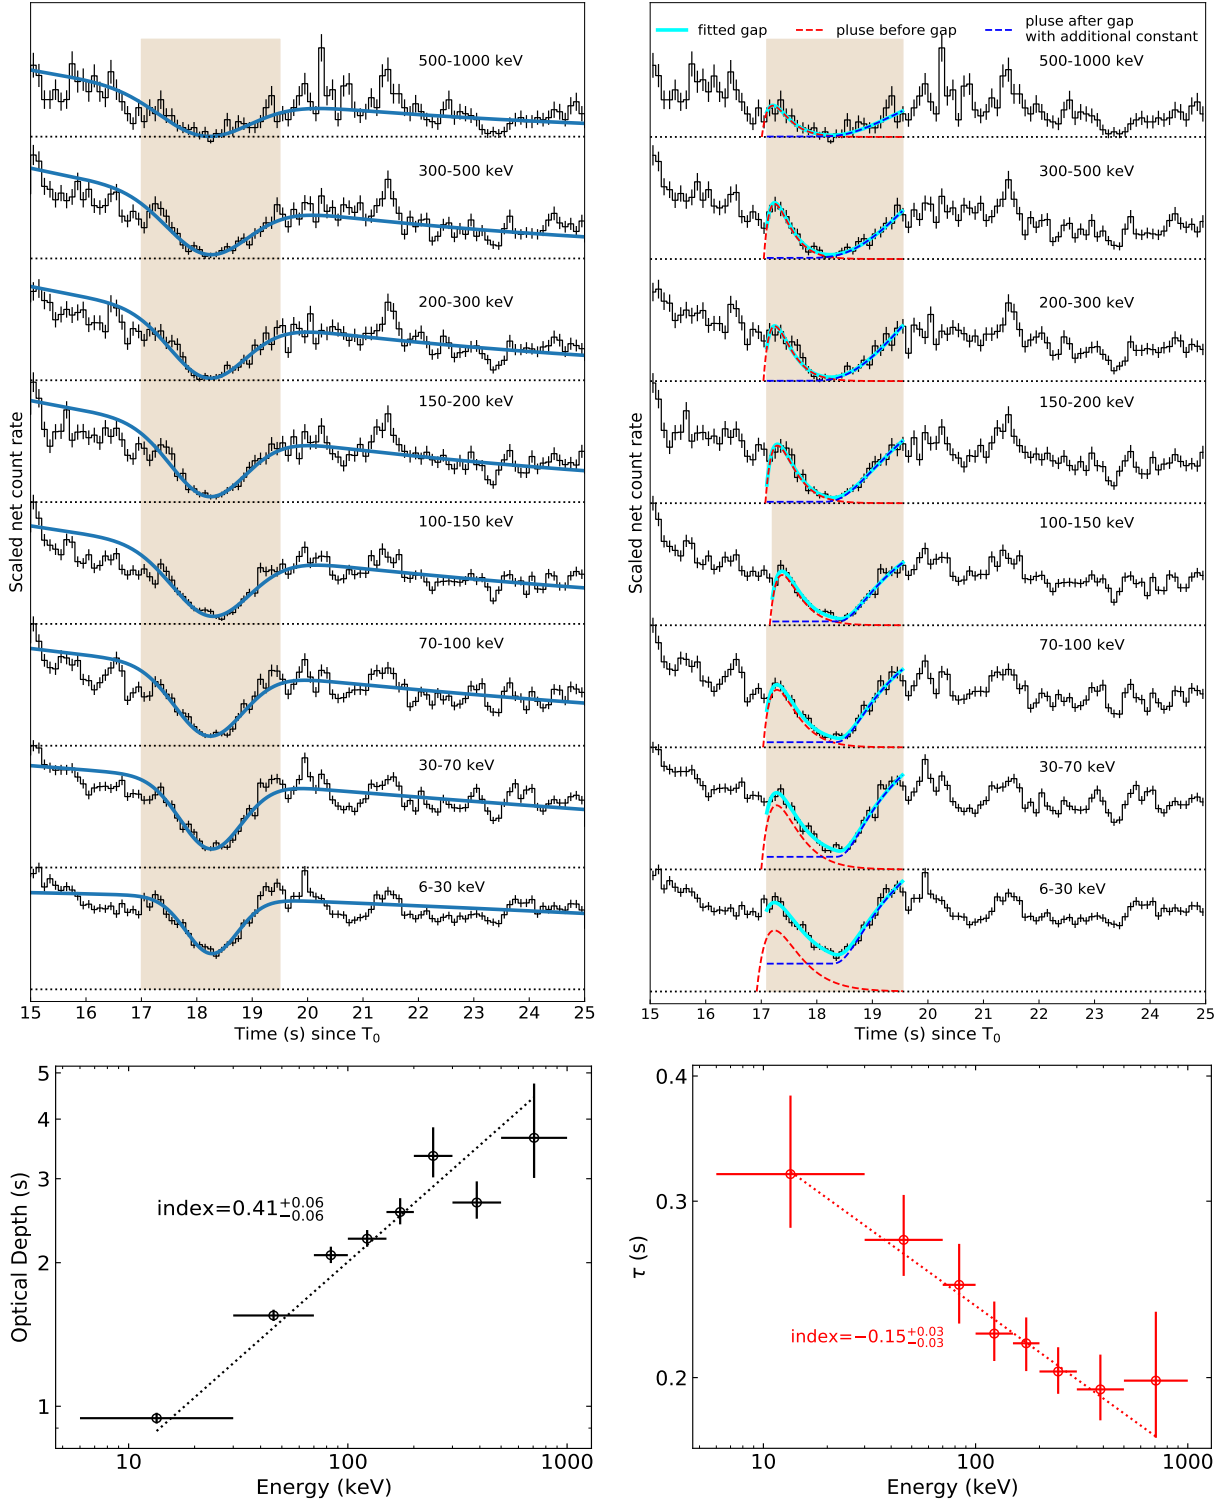 500-1000 keV
300-500 keV
200-300 keV
150-200 keV
100-150 keV
70-100 keV
30-70 keV
6-30 keV
Scaled net count rate
15 16 17 18 19 20 21 22 23 24 25
Time (s) since T₀
fitted gap
pluse before gap
pluse after gap
with additional constant
500-1000 keV
300-500 keV
200-300 keV
150-200 keV
100-150 keV
70-100 keV
30-70 keV
6-30 keV
Scaled net count rate
15 16 17 18 19 20 21 22 23 24 25
Time (s) since T₀
5
4
3
2
1
Optical Depth (s)
index=0.41+0.06−0.06
10 100 1000
Energy (keV)
0.4
0.3
0.2
τ (s)
index=−0.15+0.03−0.03
10 100 1000
Energy (keV)